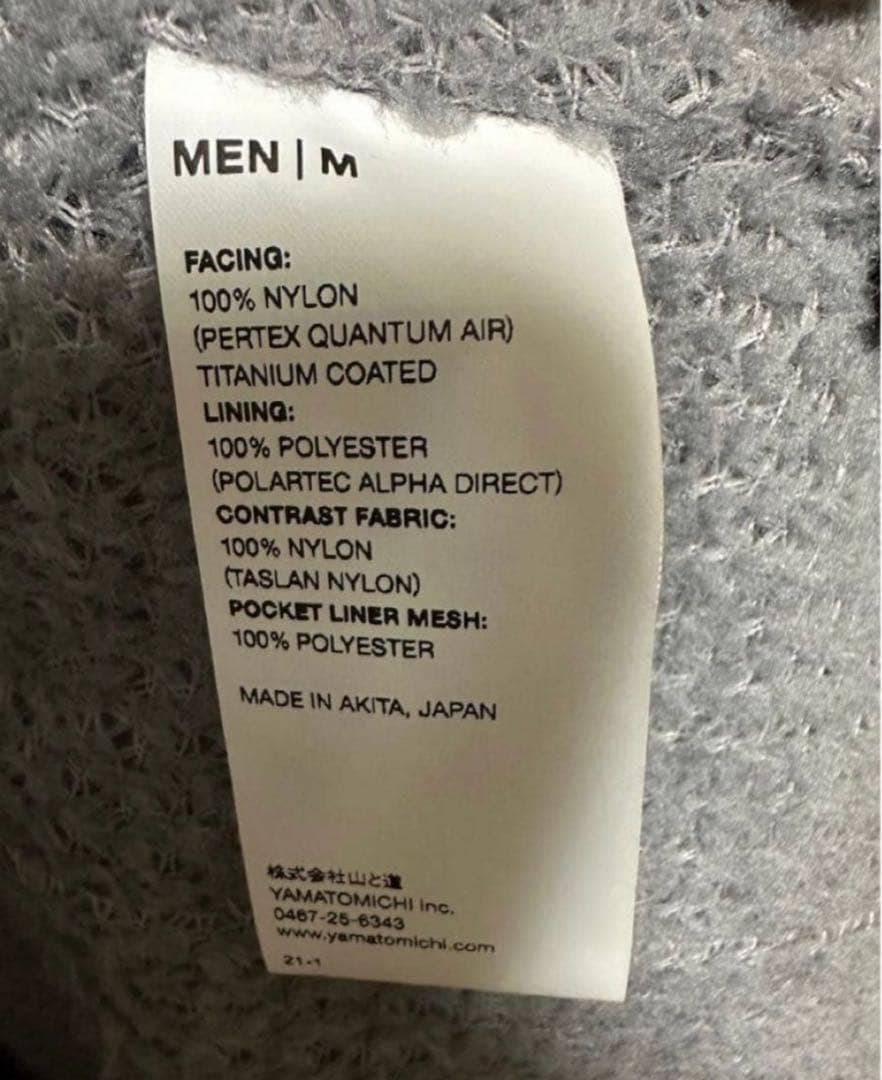 MEN | M
FACING:
100% NYLON
(PERTEX QUANTUM AIR)
TITANIUM COATED
LINING:
100% POLYESTER
(POLARTEC ALPHA DIRECT)
CONTRAST FABRIC:
100% NYLON
(TASLAN NYLON)
POCKET LINER MESH:
100% POLYESTER
MADE IN AKITA, JAPAN
株式会社山と道
YAMATOMICHI Inc.
0467-25-6343
www.yamatomichi.com
21-1